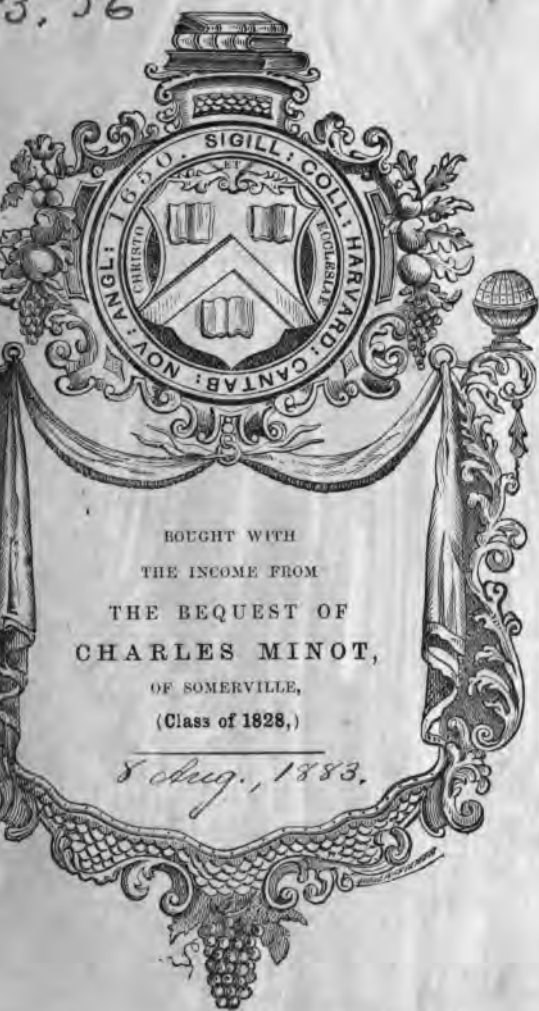 3. 56
SIGILL: COLL: HARVARD: CANTAB: NOV: ANGL: 1650.
ET
CHRISTO
ECCLESIAE
BOUGHT WITH
THE INCOME FROM
THE BEQUEST OF
CHARLES MINOT,
OF SOMERVILLE,
(Class of 1828,)
8 Aug., 1883.